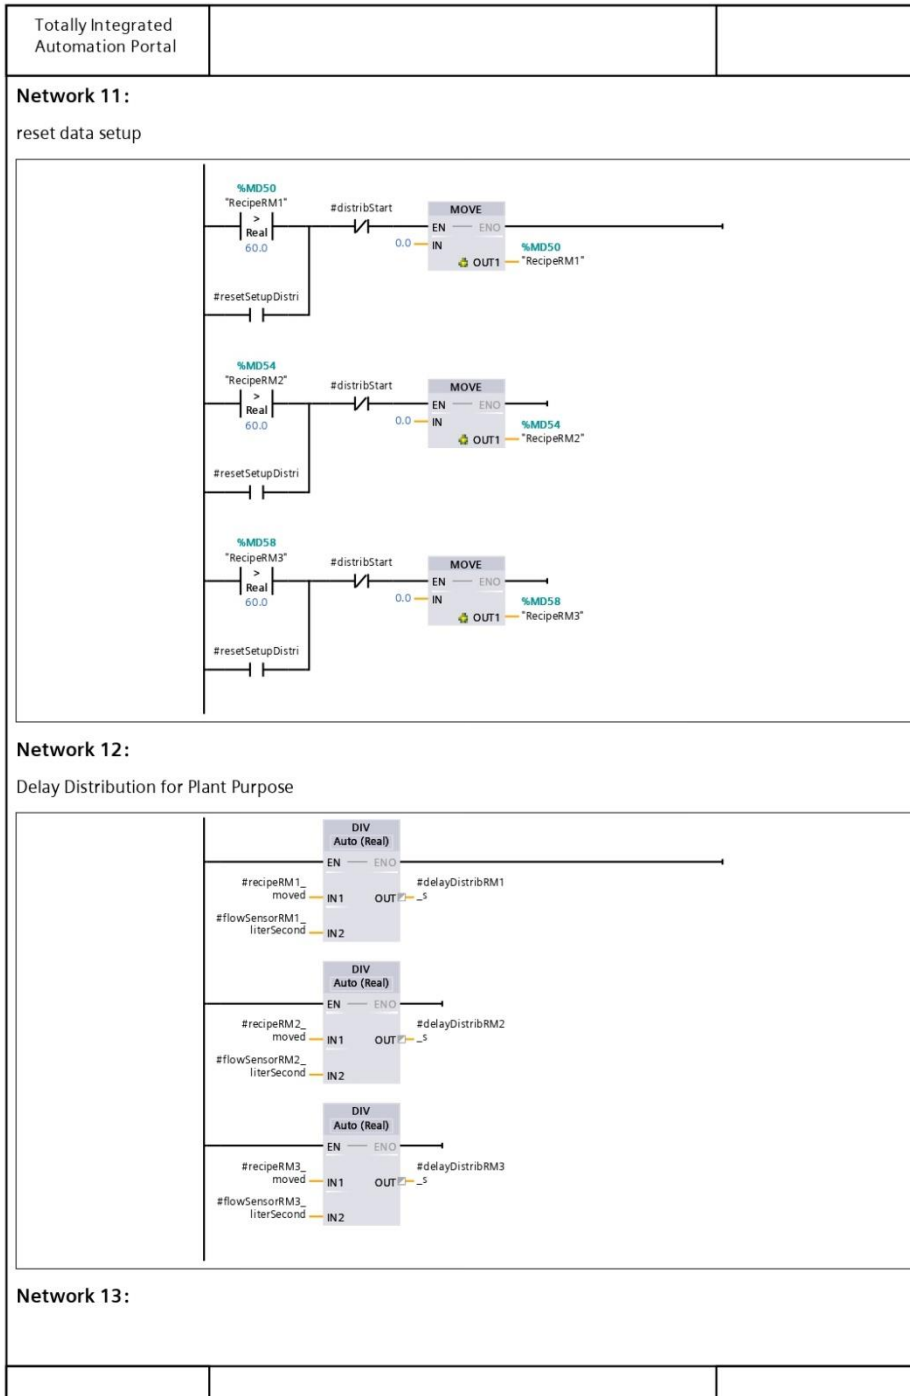 Totally Integrated
Automation Portal
Network 11:
reset data setup
%MD50
"RecipeRM1"
>
Real
60.0
#distribStart
MOVE
EN
ENO
0.0
IN
OUT1
%MD50
"RecipeRM1"
#resetSetupDistri
%MD54
"RecipeRM2"
>
Real
60.0
#distribStart
MOVE
EN
ENO
0.0
IN
OUT1
%MD54
"RecipeRM2"
#resetSetupDistri
%MD58
"RecipeRM3"
>
Real
60.0
#distribStart
MOVE
EN
ENO
0.0
IN
OUT1
%MD58
"RecipeRM3"
#resetSetupDistri
Network 12:
Delay Distribution for Plant Purpose
DIV
Auto (Real)
EN
ENO
#recipeRM1_
moved
IN1
OUT
#delayDistribRM1
_s
#flowSensorRM1_
literSecond
IN2
DIV
Auto (Real)
EN
ENO
#recipeRM2_
moved
IN1
OUT
#delayDistribRM2
_s
#flowSensorRM2_
literSecond
IN2
DIV
Auto (Real)
EN
ENO
#recipeRM3_
moved
IN1
OUT
#delayDistribRM3
_s
#flowSensorRM3_
literSecond
IN2
Network 13: